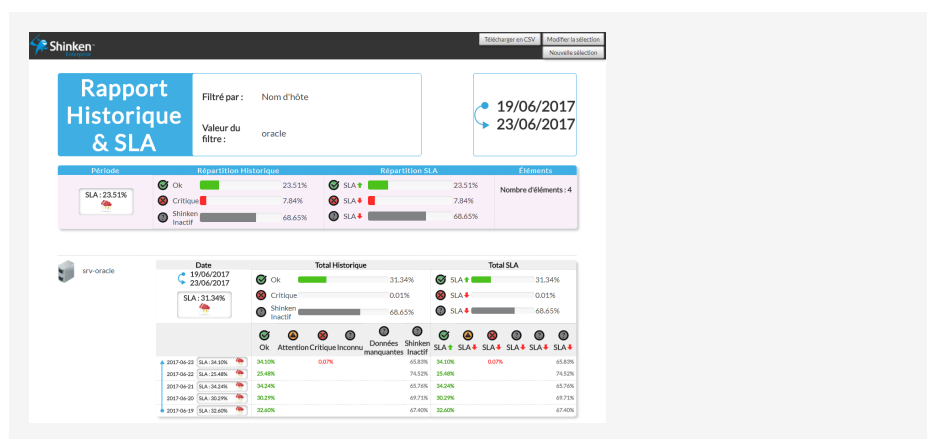 Shinken
Enterprise
Télécharger en CSV
Modifier la sélection
Nouvelle sélection
Rapport
Historique
& SLA
Filtré par : Nom d'hôte
Valeur du
filtre : oracle
19/06/2017
23/06/2017
Période Répartition Historique Répartition SLA Éléments
SLA : 23.51%
Ok 23.51% SLA 23.51%
Critique 7.84% SLA 7.84%
Shinken
Inactif 68.65% SLA 68.65%
Nombre d'éléments : 4
srv-oracle
Date Total Historique Total SLA
19/06/2017
23/06/2017
SLA : 31.34%
Ok 31.34% SLA 31.34%
Critique 0.01% SLA 0.01%
Shinken
Inactif 68.65% SLA 68.65%
Ok Attention Critique Inconnu Données
manquantes Shinken
Inactif SLA SLA SLA SLA SLA SLA
2017-06-23 SLA : 34.10% 34.10% 0.07% 65.83% 34.10% 0.07% 65.83%
2017-06-22 SLA : 25.48% 25.48% 74.52% 25.48% 74.52%
2017-06-21 SLA : 34.24% 34.24% 65.76% 34.24% 65.76%
2017-06-20 SLA : 30.29% 30.29% 69.71% 30.29% 69.71%
2017-06-19 SLA : 32.60% 32.60% 67.40% 32.60% 67.40%